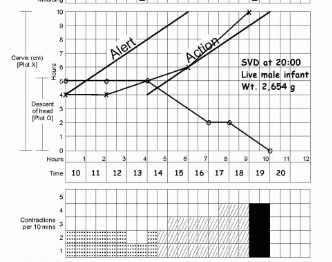 Moulding
10
9
8
7
6
5
4
3
2
1
0
Cervix (cm)
[Plot X]
Hours
Descent
of head
[Plot O]
Alert
Action
SVD at 20:00
Live male infant
Wt. 2,654 g
Hours 1 2 3 4 5 6 7 8 9 10 11 12
Time 10 11 12 13 14 15 16 17 18 19 20
Contractions
per 10 mins
5
4
3
2
1